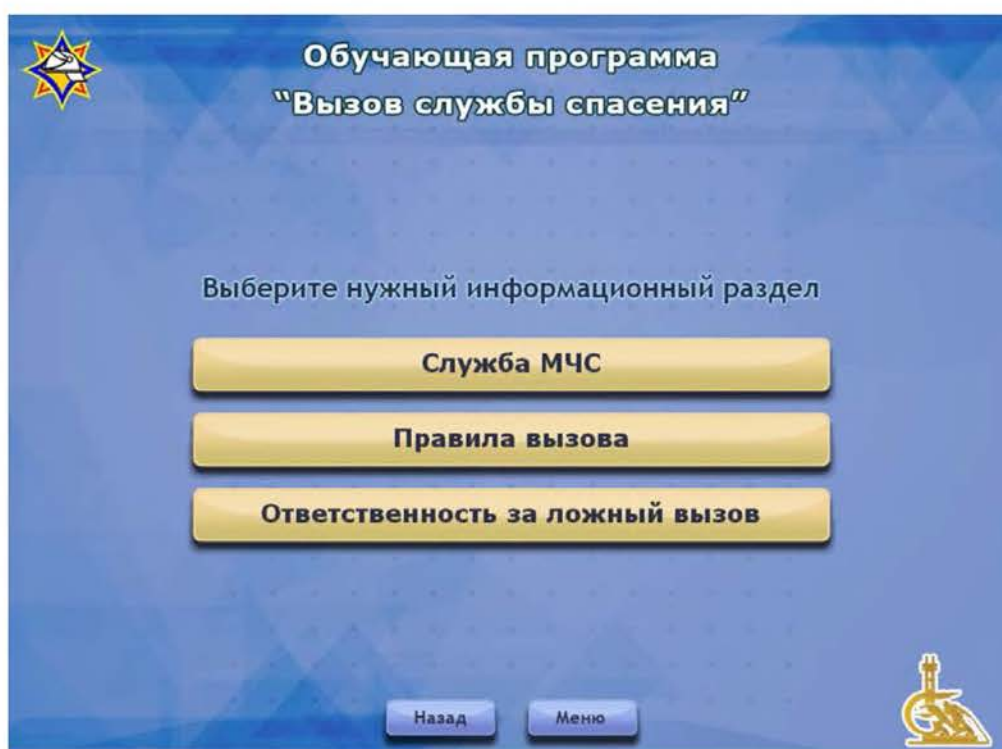 Обучающая программа
“Вызов службы спасения”
Выберите нужный информационный раздел
Служба МЧС
Правила вызова
Ответственность за ложный вызов
Назад
Меню